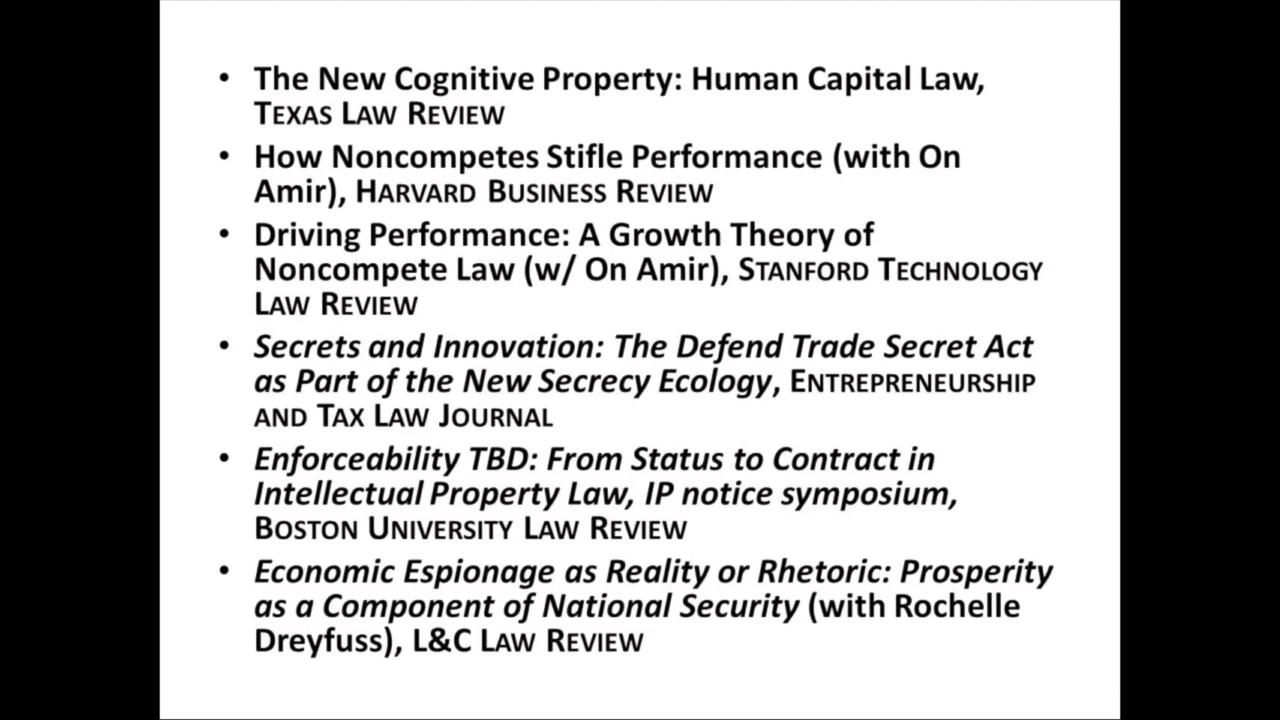 • The New Cognitive Property: Human Capital Law,
TEXAS LAW REVIEW
• How Noncompetes Stifle Performance (with On
Amir), HARVARD BUSINESS REVIEW
• Driving Performance: A Growth Theory of
Noncompete Law (w/ On Amir), STANFORD TECHNOLOGY
LAW REVIEW
• Secrets and Innovation: The Defend Trade Secret Act
as Part of the New Secrecy Ecology, ENTREPRENEURSHIP
AND TAX LAW JOURNAL
• Enforceability TBD: From Status to Contract in
Intellectual Property Law, IP notice symposium,
BOSTON UNIVERSITY LAW REVIEW
• Economic Espionage as Reality or Rhetoric: Prosperity
as a Component of National Security (with Rochelle
Dreyfuss), L&C LAW REVIEW